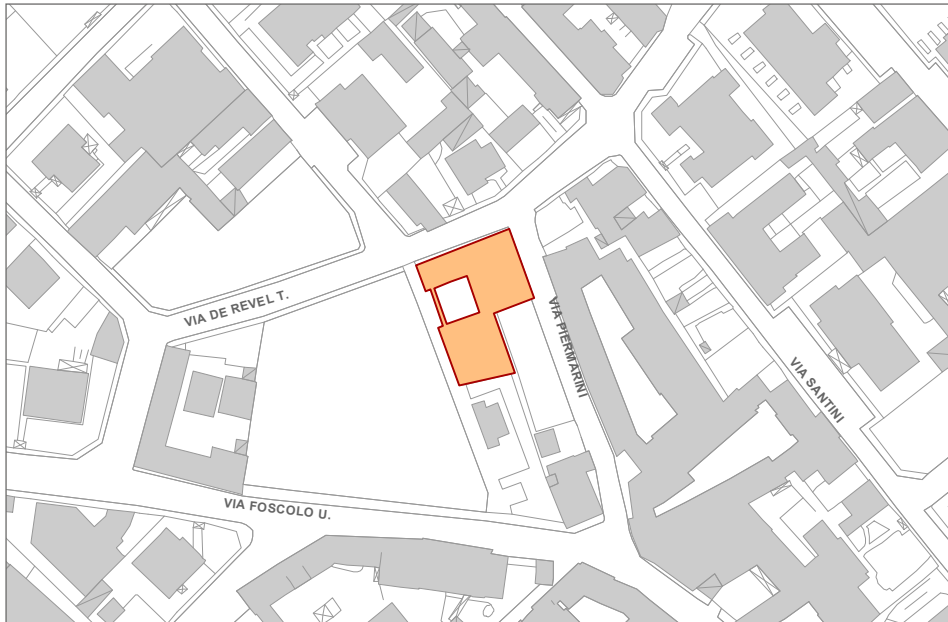 VIA DE REVEL T.
VIA PIERMARINI
VIA SANTINI
VIA FOSCOLO U.